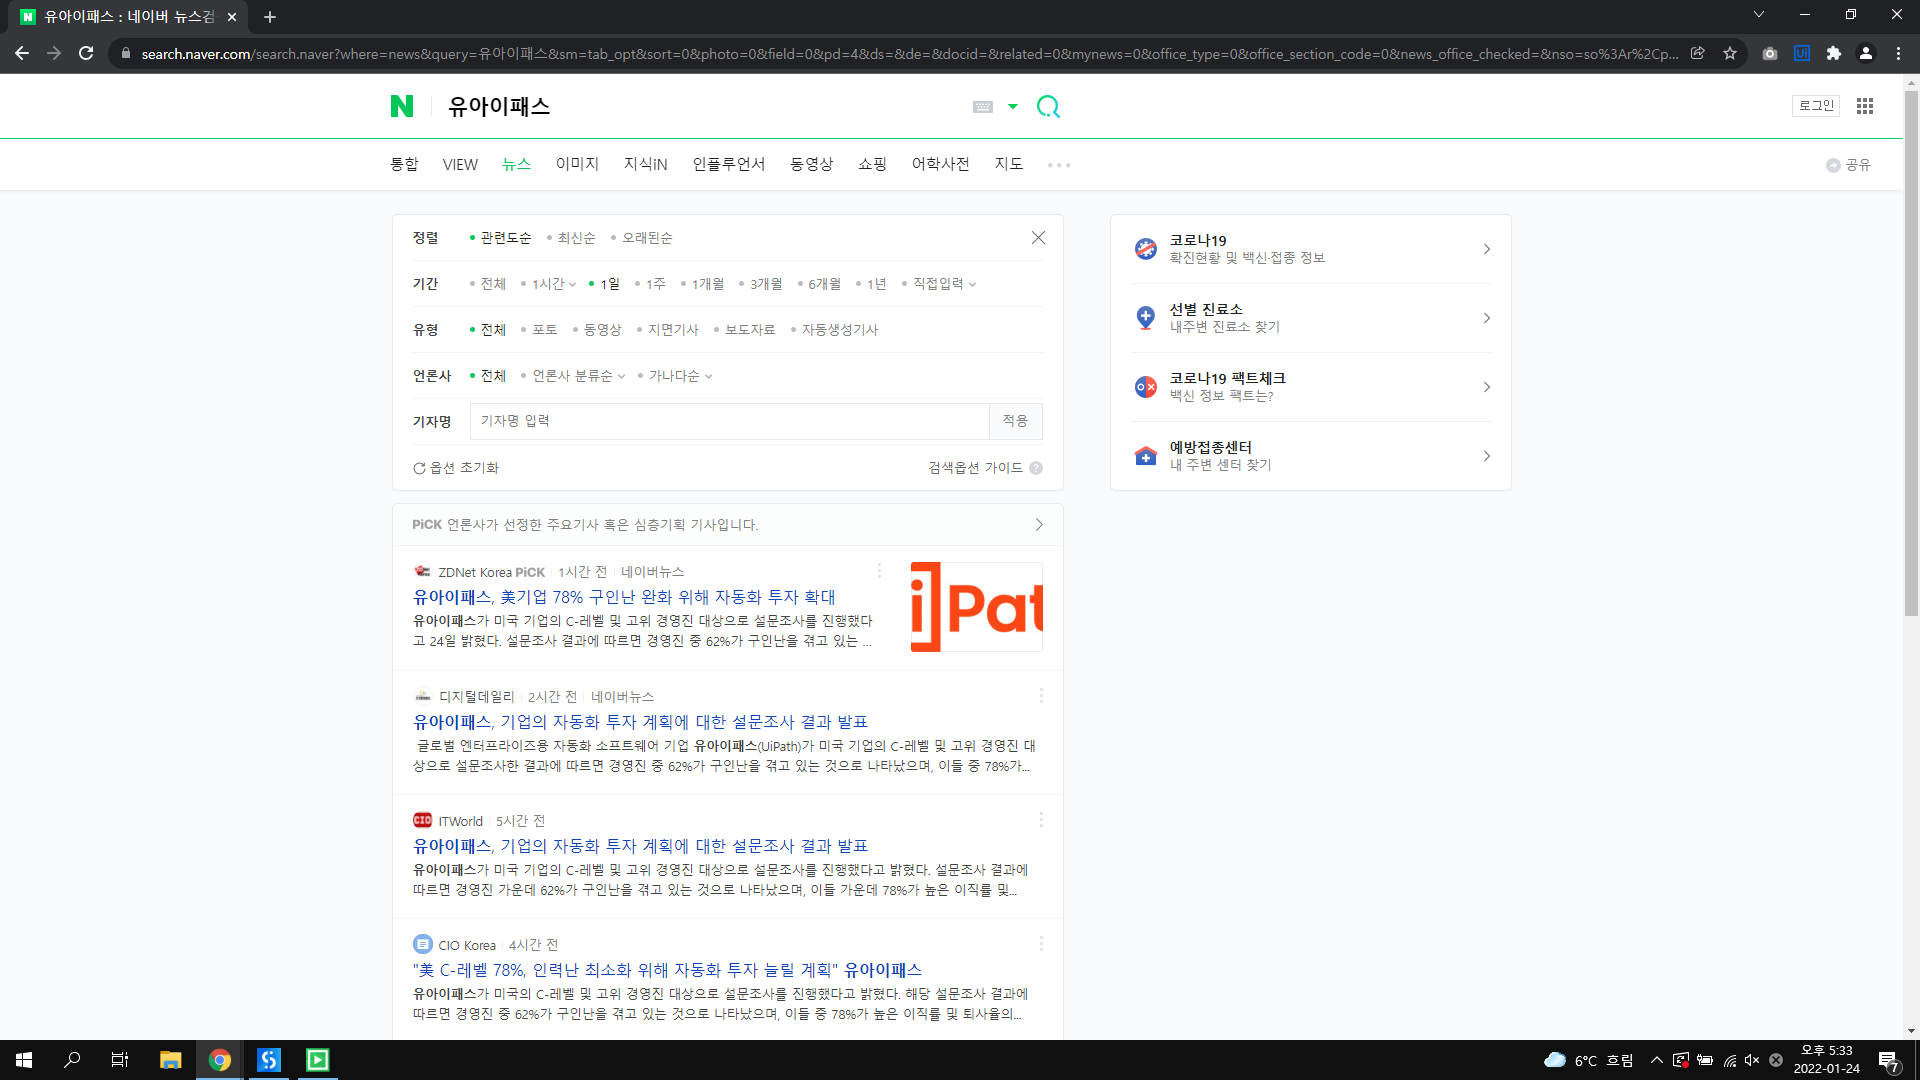 유아이패스 : 네이버 뉴스검
search.naver.com/search.naver?where=news&query=유아이패스&sm=tab_opt&sort=0&photo=0&field=0&pd=4&ds=&de=&docid=&related=0&mynews=0&office_type=0&office_section_code=0&news_office_checked=&nso=so%3Ar%2Cp...
N 유아이패스
로그인
통합 VIEW 뉴스 이미지 지식iN 인플루언서 동영상 쇼핑 어학사전 지도
공유
정렬 관련도순 최신순 오래된순
기간 전체 1시간 1일 1주 1개월 3개월 6개월 1년 직접입력
유형 전체 포토 동영상 지면기사 보도자료 자동생성기사
언론사 전체 언론사 분류순 가나다순
기자명 기자명 입력 적용
옵션 초기화 검색옵션 가이드 ?
코로나19
확진현황 및 백신·접종 정보
선별 진료소
내주변 진료소 찾기
코로나19 팩트체크
백신 정보 팩트는?
예방접종센터
내 주변 센터 찾기
PiCK 언론사가 선정한 주요기사 혹은 심층기획 기사입니다.
ZDNet Korea PiCK 1시간 전 네이버뉴스
유아이패스, 美기업 78% 구인난 완화 위해 자동화 투자 확대
유아이패스가 미국 기업의 C-레벨 및 고위 경영진 대상으로 설문조사를 진행했다
고 24일 밝혔다. 설문조사 결과에 따르면 경영진 중 62%가 구인난을 겪고 있는 ...
i]Pat
디지털데일리 2시간 전 네이버뉴스
유아이패스, 기업의 자동화 투자 계획에 대한 설문조사 결과 발표
글로벌 엔터프라이즈용 자동화 소프트웨어 기업 유아이패스(UiPath)가 미국 기업의 C-레벨 및 고위 경영진 대
상으로 설문조사한 결과에 따르면 경영진 중 62%가 구인난을 겪고 있는 것으로 나타났으며, 이들 중 78%가...
CIO ITWorld 5시간 전
유아이패스, 기업의 자동화 투자 계획에 대한 설문조사 결과 발표
유아이패스가 미국 기업의 C-레벨 및 고위 경영진 대상으로 설문조사를 진행했다고 밝혔다. 설문조사 결과에
따르면 경영진 가운데 62%가 구인난을 겪고 있는 것으로 나타났으며, 이들 가운데 78%가 높은 이직률 및...
CIO Korea 4시간 전
"美 C-레벨 78%, 인력난 최소화 위해 자동화 투자 늘릴 계획" 유아이패스
유아이패스가 미국의 C-레벨 및 고위 경영진 대상으로 설문조사를 진행했다고 밝혔다. 해당 설문조사 결과에
따르면 경영진 중 62%가 구인난을 겪고 있는 것으로 나타났으며, 이들 중 78%가 높은 이직률 및 퇴사율의...
6°C 흐림
오후 5:33
2022-01-24
7